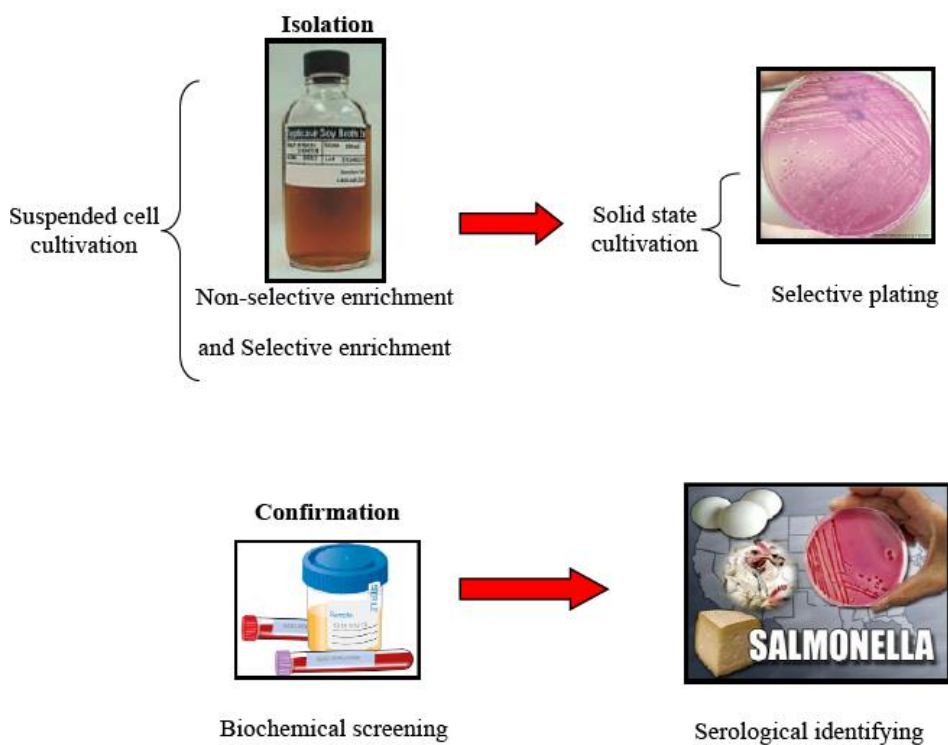 Isolation
Suspended cell
cultivation
Non-selective enrichment
and Selective enrichment
Solid state
cultivation
Selective plating
Confirmation
Biochemical screening
SALMONELLA
Serological identifying